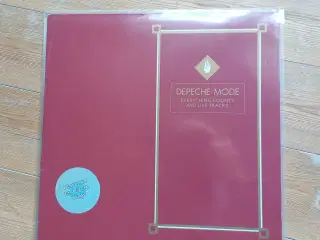 DEPECHE MODE
EVERYTHING COUNTS
AND LIVE TRACKS